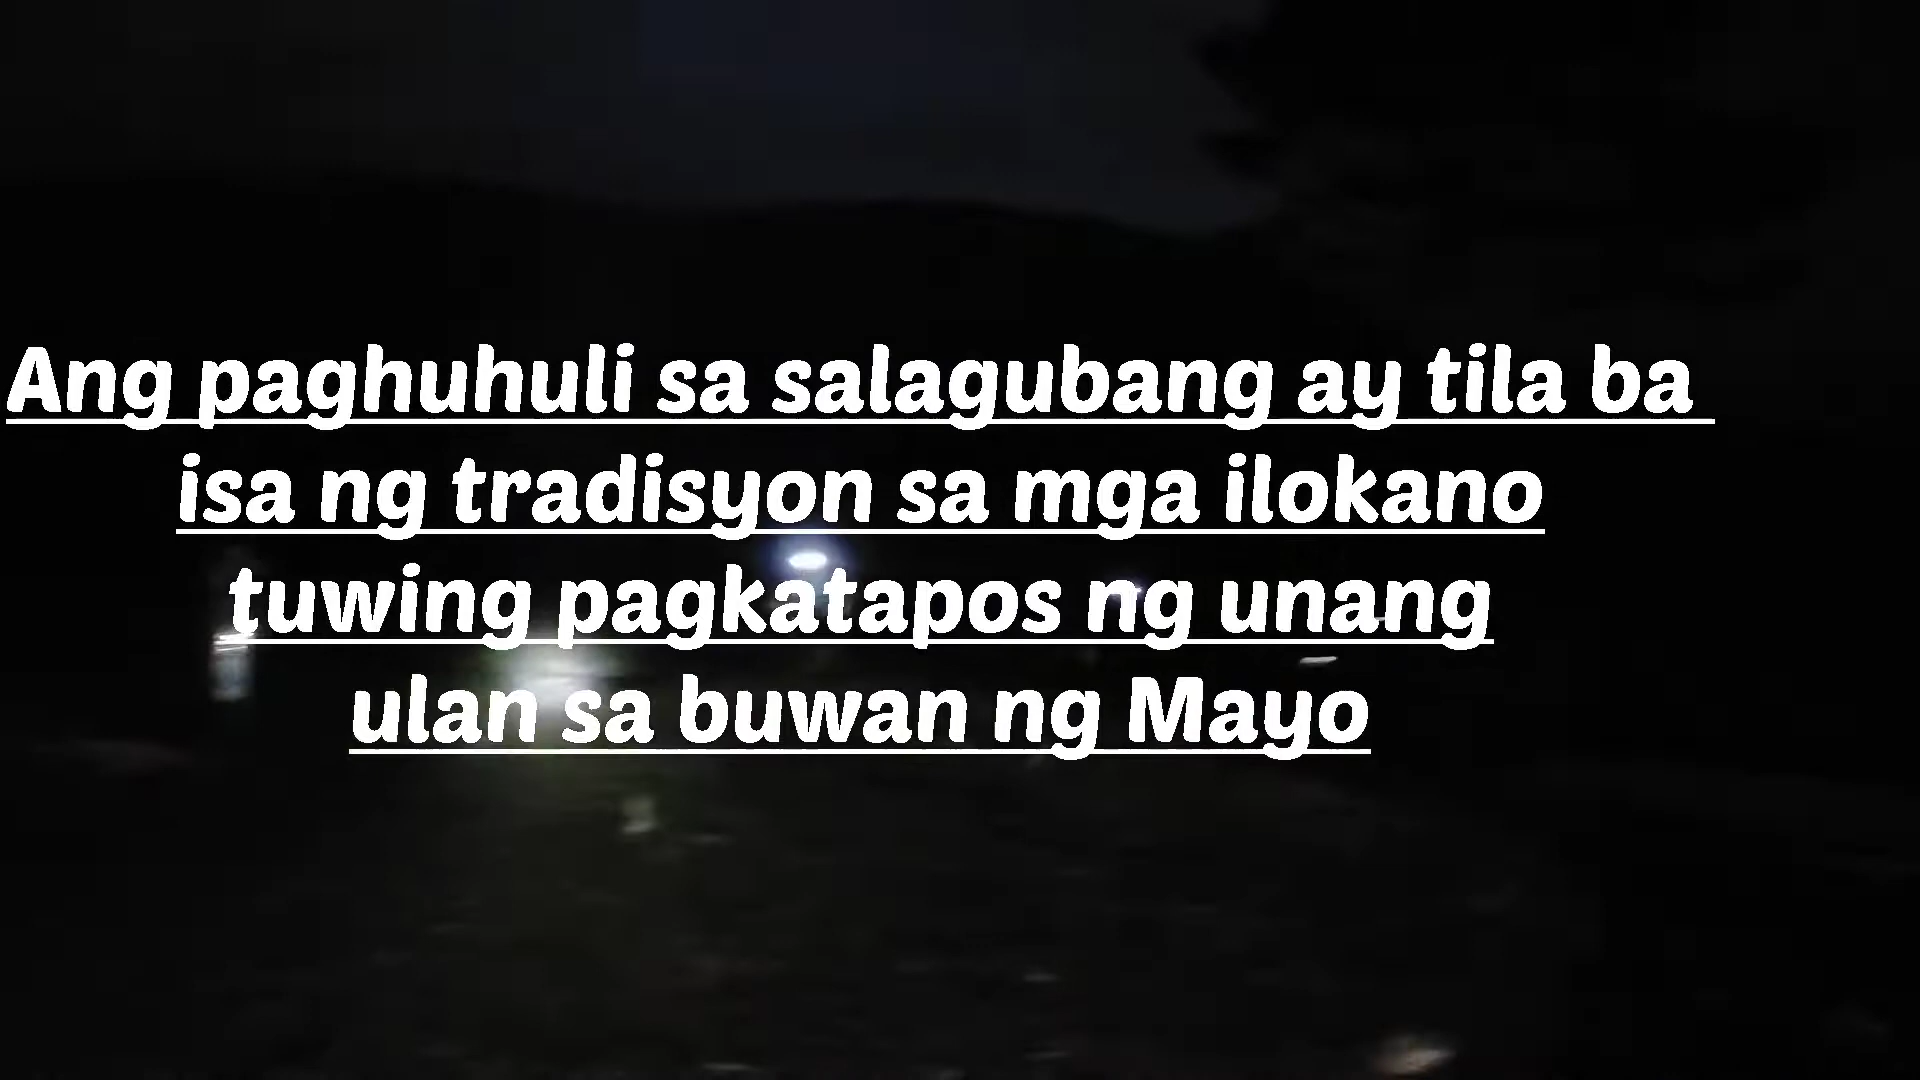 Ang paghuhuli sa salagubang ay tila ba
isa ng tradisyon sa mga ilokano
tuwing pagkatapos ng unang
ulan sa buwan ng Mayo